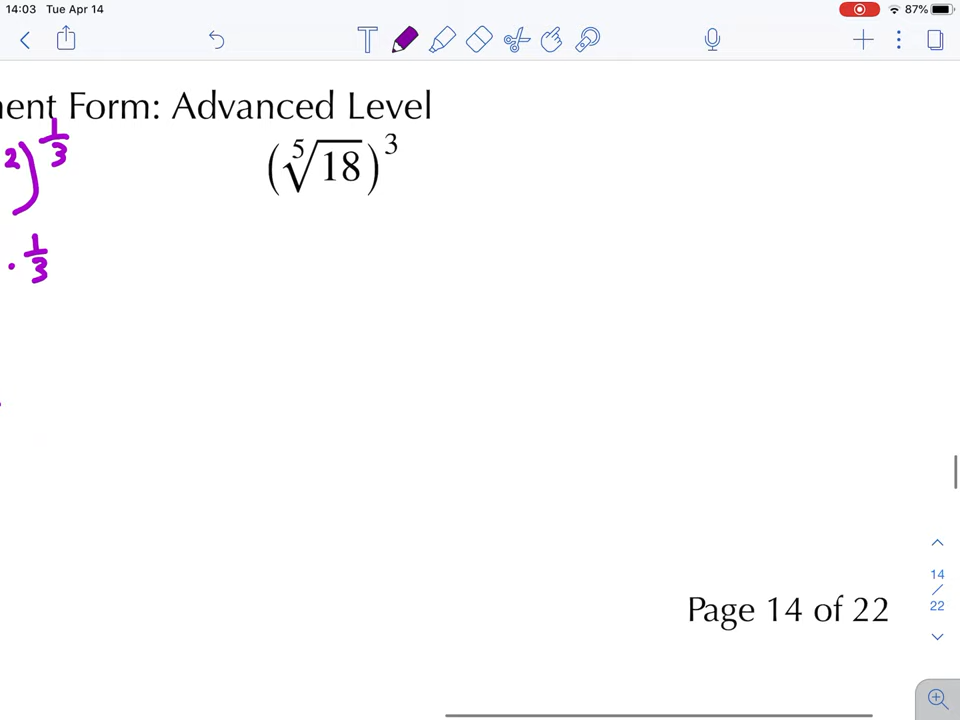 14:03 Tue Apr 14 87%
nent Form: Advanced Level
2) 1/3
(⁵√18)³
· 1/3
14
/
22
Page 14 of 22